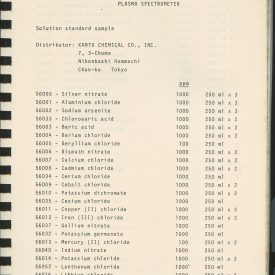 PLASMA SPECTROMETER
Solution standard sample
Distributor: KANTO CHEMICAL CO., INC.
7, 3-Chome
Nihonbashi Honmachi
Chuo-ku Tokyo
ppm
56000 - Silver nitrate 1000 250 ml x 3
56001 - Aluminium chloride 1000 250 ml x 3
56002 - Sodium arsenite 1000 250 ml x 3
56033 - Chloroauric acid 1000 250 ml x 2
56003 - Boric acid 1000 250 ml x 2
56004 - Barium chloride 1000 250 ml x 2
56005 - Beryllium chloride 100 250 ml
56006 - Bismuth nitrate 1000 250 ml x 2
56007 - Calcium chloride 1000 250 ml x 2
56008 - Cadmium chloride 1000 250 ml x 2
56034 - Cerium chloride 1000 250 ml
56009 - Cobalt chloride 1000 250 ml x 2
56010 - Potassium dichromate 1000 250 ml x 2
56035 - Cesium chloride 1000 250 ml
56011 - Copper [II] chloride 1000 250 ml x 3
56012 - Iron [III] chloride 1000 250 ml x 3
56037 - Gallium nitrate 1000 250 ml
56032 - Potassium germanate 1000 250 ml
56013 - Mercury [II] chloride 100 250 ml x 2
56040 - Indium nitrate 1000 250 ml
56014 - Potassium chloride 1000 250 ml x 3
56052 - Lanthanum chloride 1000 250 ml
Lithium chloride 1000 250 ml